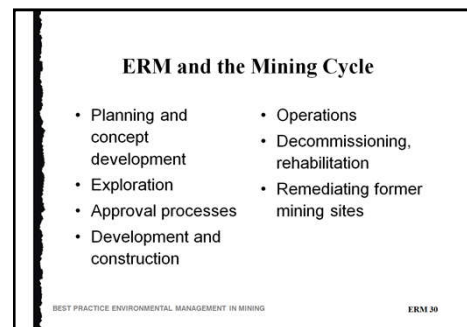 ERM and the Mining Cycle
• Planning and
concept
development
• Exploration
• Approval processes
• Development and
construction
• Operations
• Decommissioning,
rehabilitation
• Remediating former
mining sites
BEST PRACTICE ENVIRONMENTAL MANAGEMENT IN MINING
ERM 30